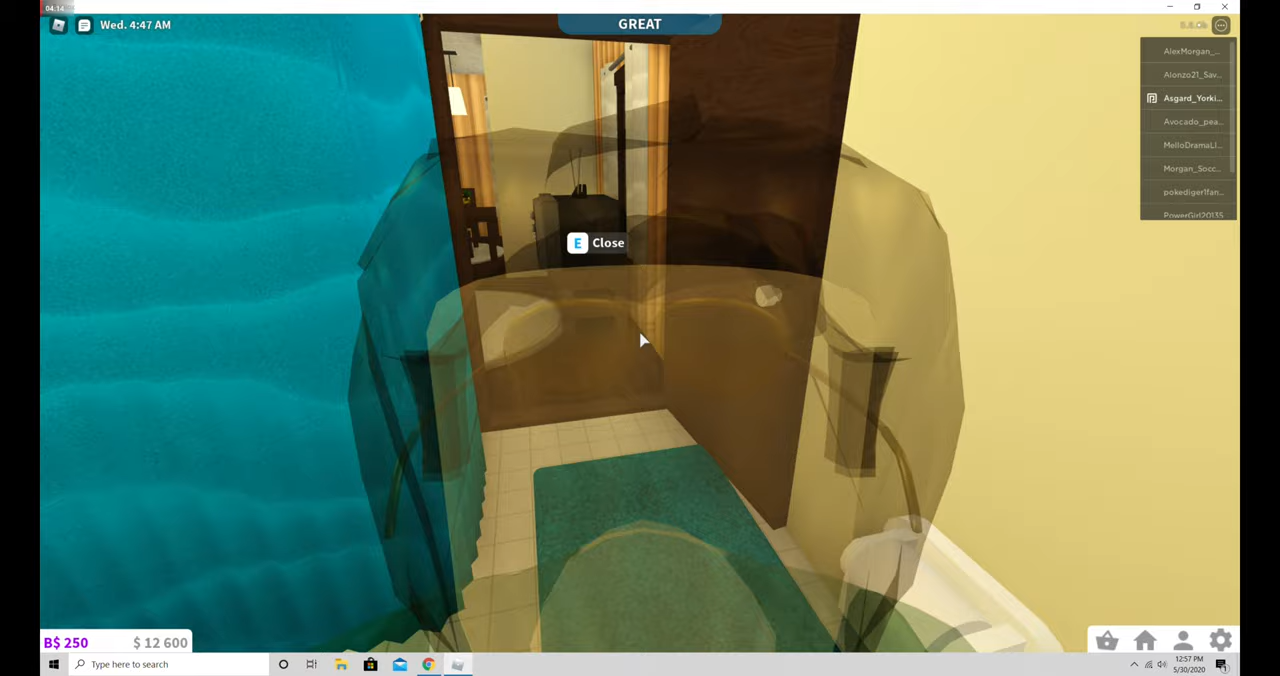 04:14
Wed. 4:47 AM
GREAT
AlexMorgan_...
Alonzo21_Sav...
Asgard_Yorki...
Avocado_pea...
MelloDramaLl...
Morgan_Socc...
pokediger1fan...
PowerGirl20135
E Close
B$ 250 $ 12 600
Type here to search
12:57 PM
5/30/2020